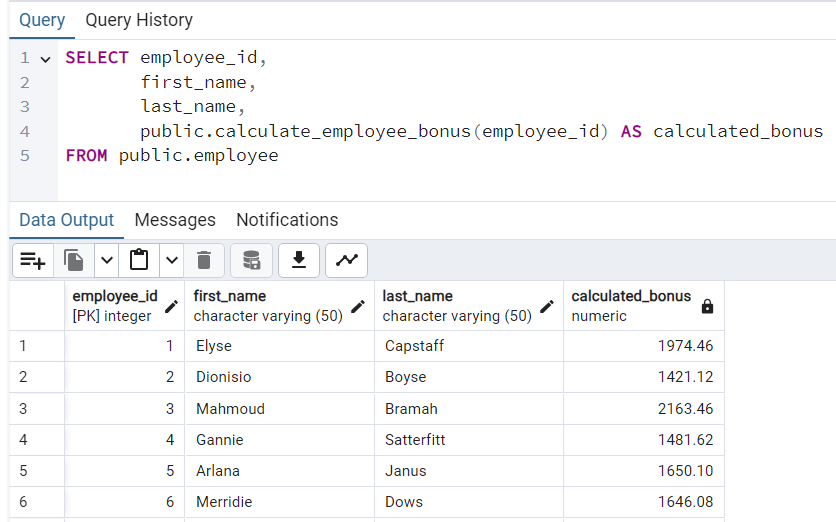 Query Query History
1 SELECT employee_id,
2 first_name,
3 last_name,
4 public.calculate_employee_bonus(employee_id) AS calculated_bonus
5 FROM public.employee
Data Output Messages Notifications
employee_id first_name last_name calculated_bonus
[PK] integer character varying (50) character varying (50) numeric
1 1 Elyse Capstaff 1974.46
2 2 Dionisio Boyse 1421.12
3 3 Mahmoud Bramah 2163.46
4 4 Gannie Satterfitt 1481.62
5 5 Arlana Janus 1650.10
6 6 Merridie Dows 1646.08